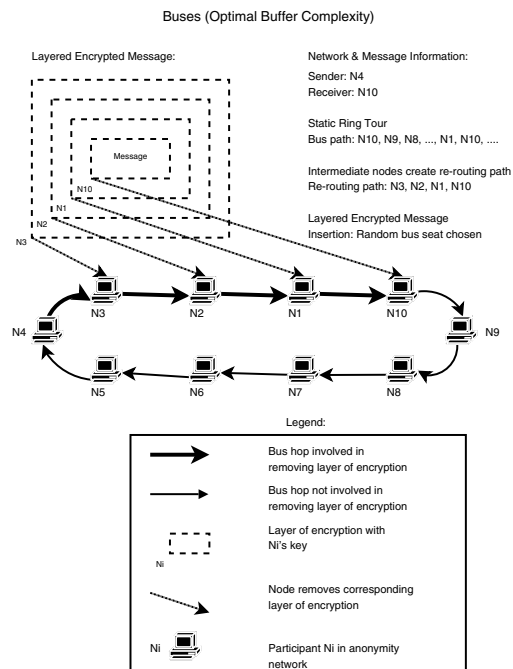 Buses (Optimal Buffer Complexity)
Layered Encrypted Message:
Message
N10
N1
N2
N3
Network & Message Information:
Sender: N4
Receiver: N10
Static Ring Tour
Bus path: N10, N9, N8, ..., N1, N10, ....
Intermediate nodes create re-routing path
Re-routing path: N3, N2, N1, N10
Layered Encrypted Message
Insertion: Random bus seat chosen
N3
N2
N1
N10
N4
N9
N5
N6
N7
N8
Legend:
Bus hop involved in
removing layer of encryption
Bus hop not involved in
removing layer of encryption
Layer of encryption with
Ni's key
Ni
Node removes corresponding
layer of encryption
Ni
Participant Ni in anonymity
network